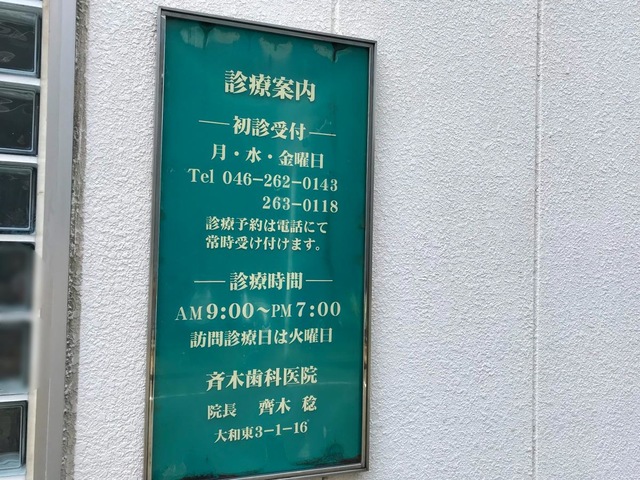 診療案内
初診受付
月・水・金曜日
Tel 046-262-0143
263-0118
診療予約は電話にて
常時受け付けます。
診療時間
AM9:00～PM7:00
訪問診療日は火曜日
斉木歯科医院
院長 齊木 稔
大和東3-1-16